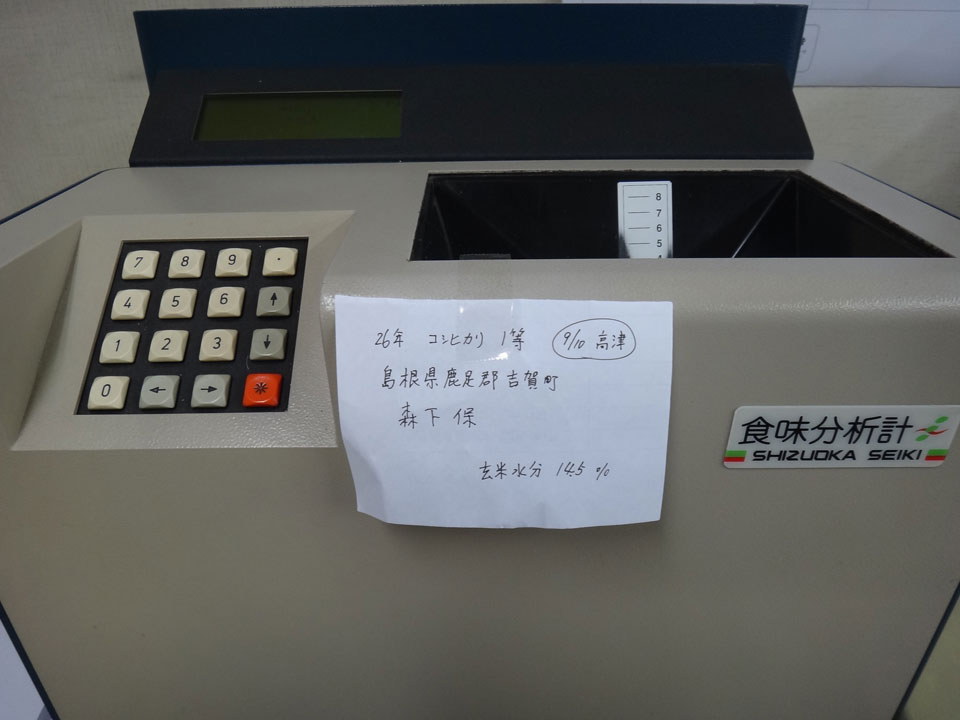 8
7
6
5
7 8 9 .
4 5 6 ↑
1 2 3 ↓
0 ← → *
26年 コシヒカリ 1等 9/10 高津
島根県鹿足郡吉賀町
森下 保
玄米水分 14.5 %
食味分析計
SHIZUOKA SEIKI